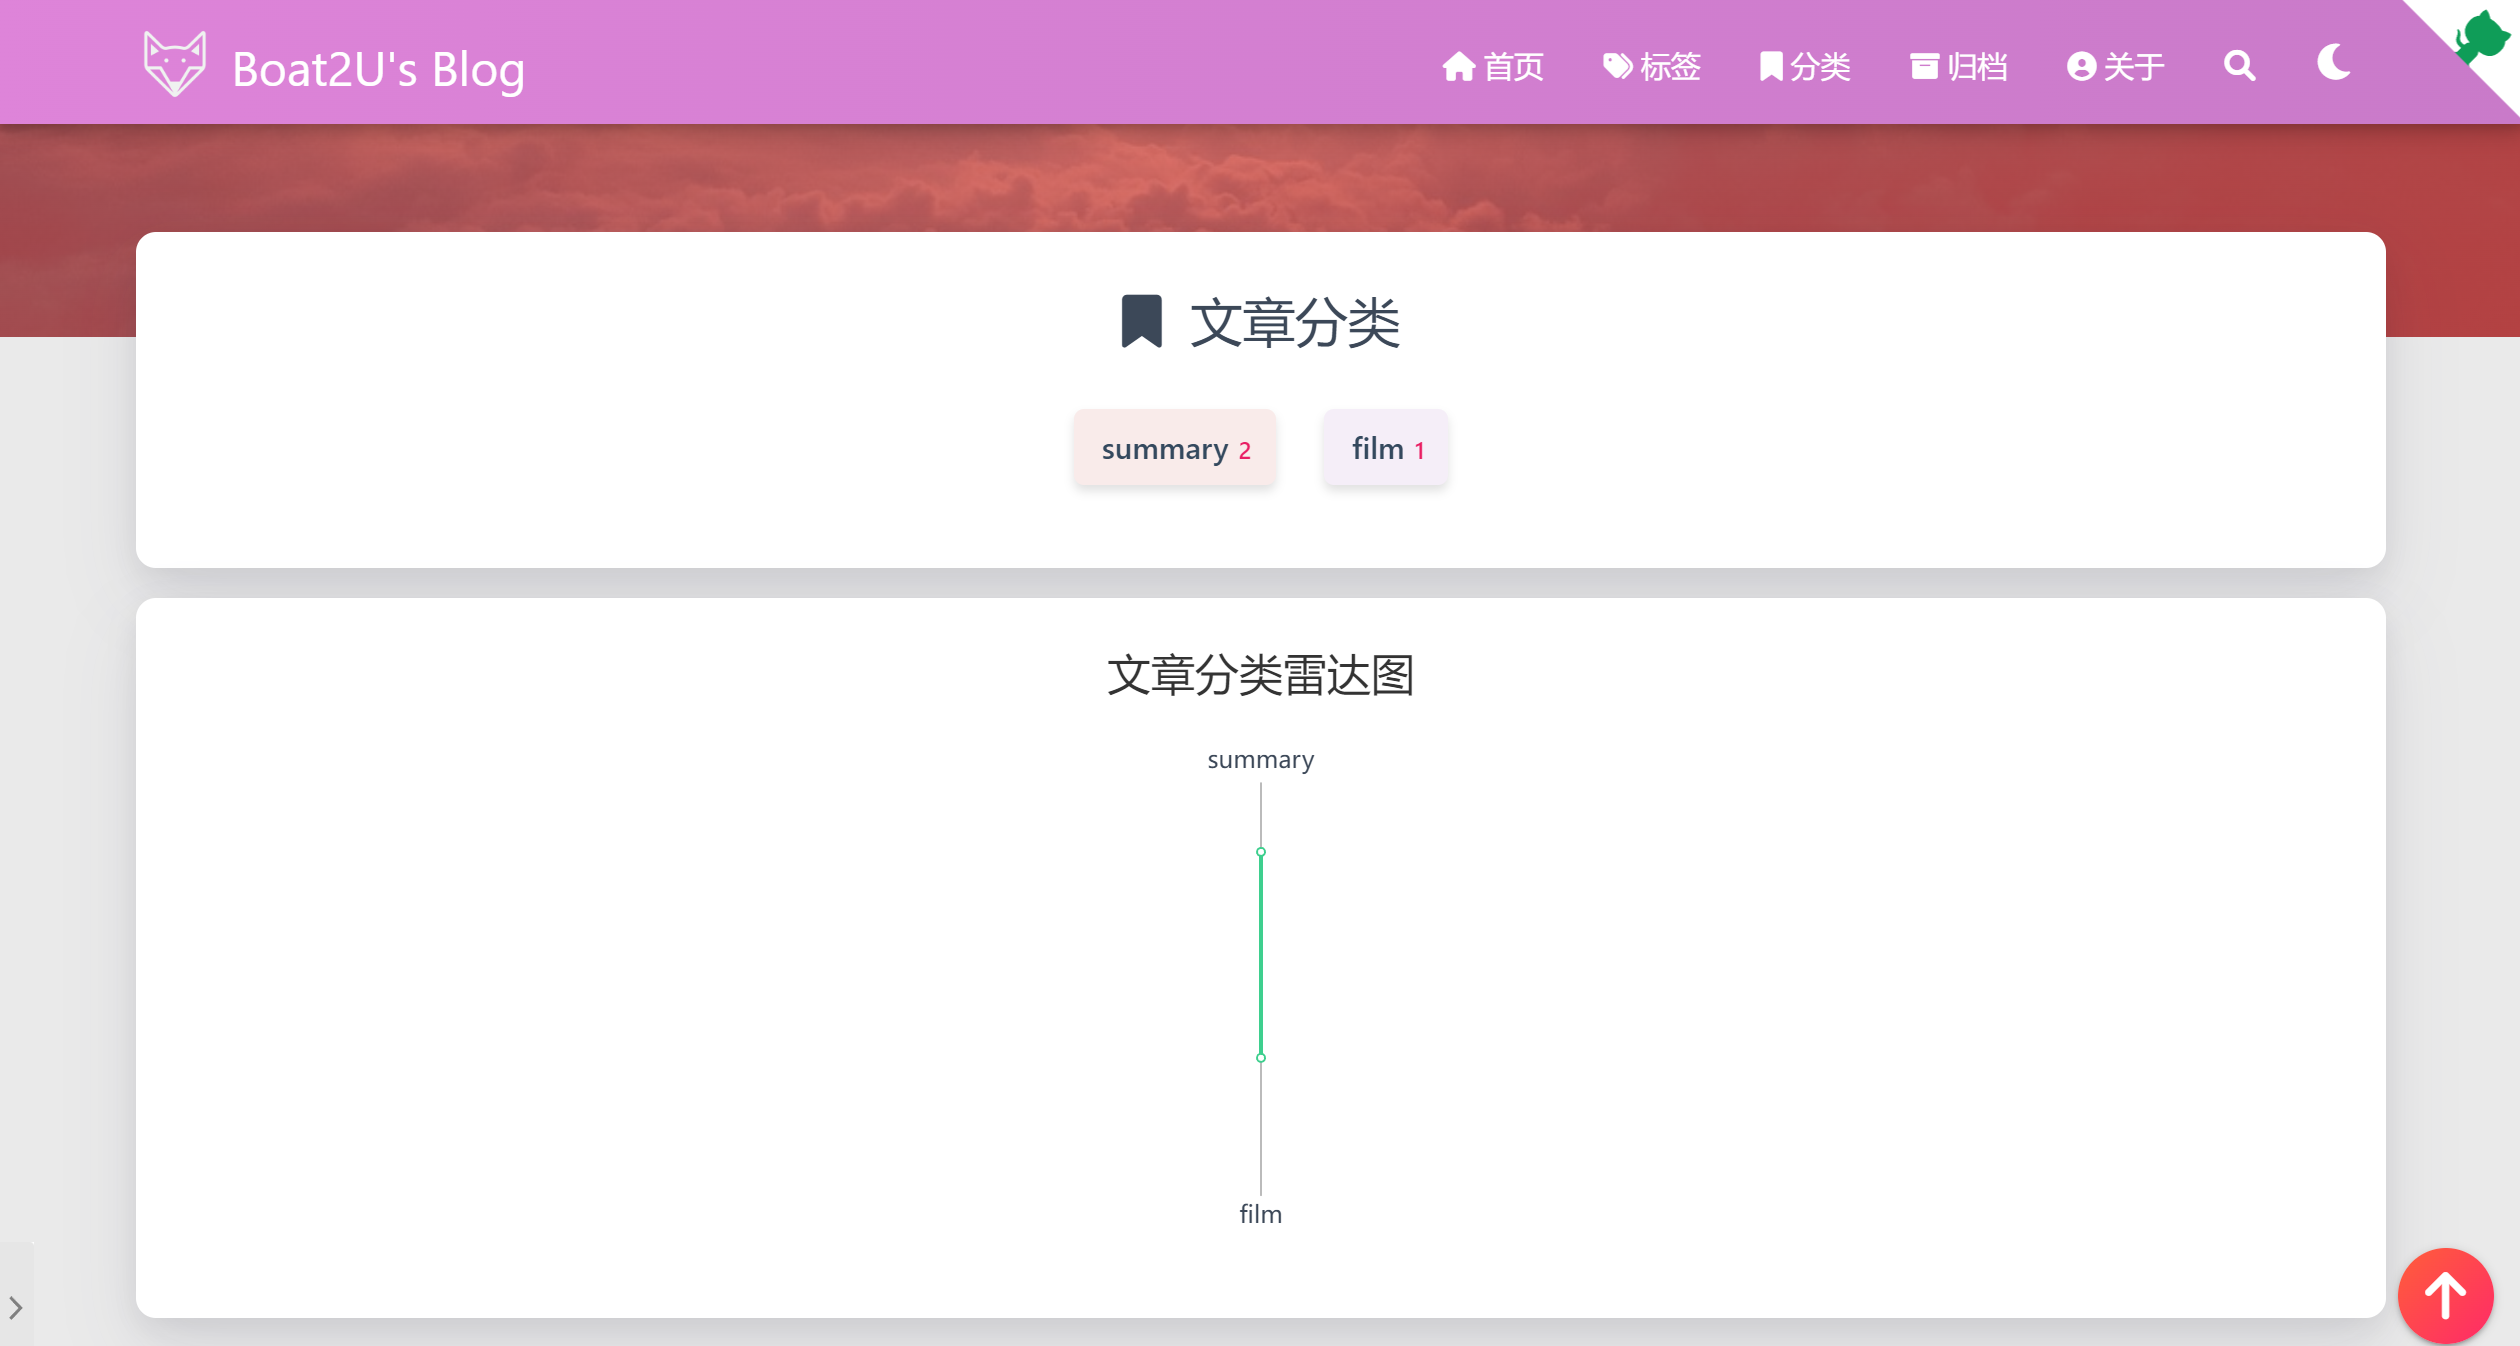 Boat2U's Blog
首页 标签 分类 归档 关于
文章分类
summary 2 film 1
文章分类雷达图
summary
film